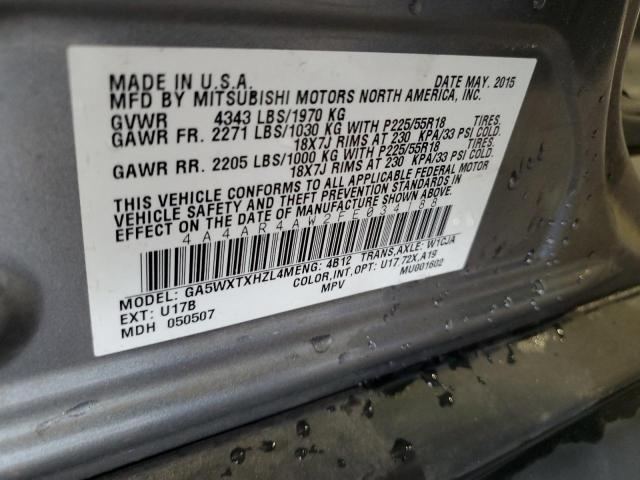 MADE IN U.S.A. DATE MAY. 2015
MFD BY MITSUBISHI MOTORS NORTH AMERICA, INC.
GVWR 4343 LBS/1970 KG
GAWR FR. 2271 LBS/1030 KG WITH P225/55R18 TIRES.
18X7J RIMS AT 230 KPA/33 PSI COLD.
GAWR RR. 2205 LBS/1000 KG WITH P225/55R18 TIRES.
18X7J RIMS AT 230 KPA/33 PSI COLD.
THIS VEHICLE CONFORMS TO ALL APPLICABLE FEDERAL MOTOR
VEHICLE SAFETY AND THEFT PREVENTION STANDARDS IN
EFFECT ON THE DATE OF MANUFACTURE SHOWN ABOVE.
4A4AR4AW2FE034188
MODEL: GA5WXTXHZL4M ENG: 4B12 TRANS,AXLE: W1CJA
EXT: U17B COLOR,INT,OPT: U17 72X,A19
MDH 050507 MPV MU001602